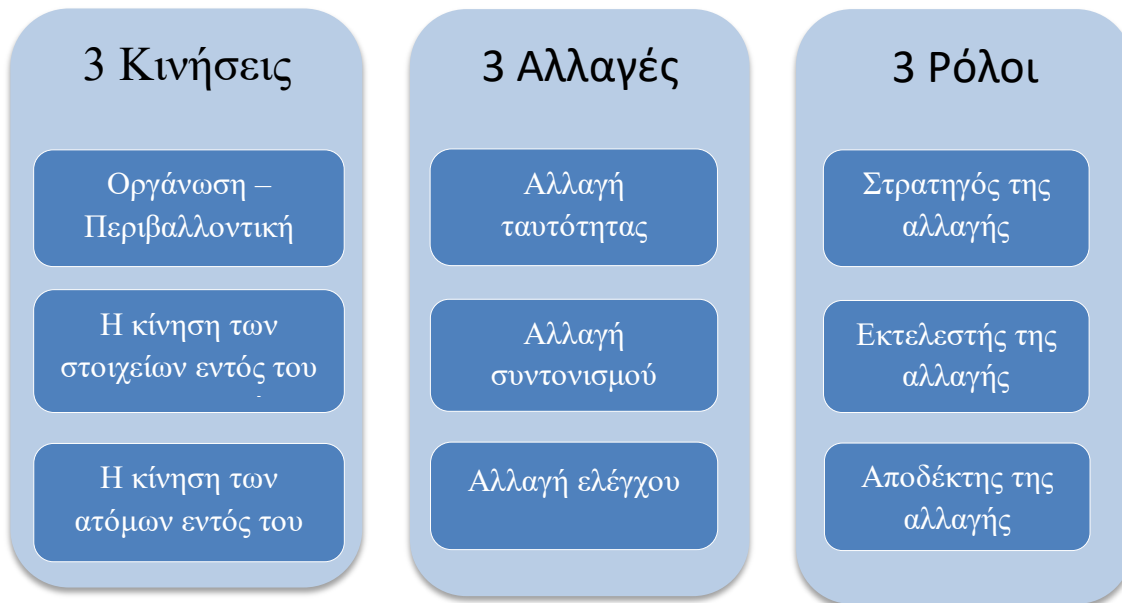 3 Κινήσεις
Οργάνωση –
Περιβαλλοντική
Η κίνηση των
στοιχείων εντός του
Η κίνηση των
ατόμων εντός του
3 Αλλαγές
Αλλαγή
ταυτότητας
Αλλαγή
συντονισμού
Αλλαγή ελέγχου
3 Ρόλοι
Στρατηγός της
αλλαγής
Εκτελεστής της
αλλαγής
Αποδέκτης της
αλλαγής